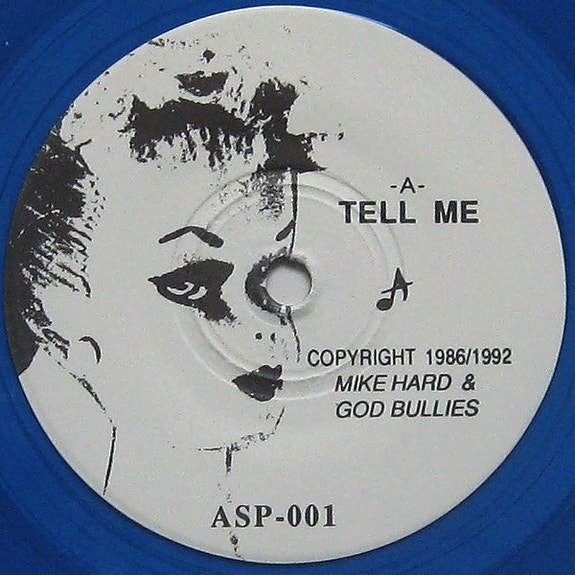 -A-
TELL ME
COPYRIGHT 1986/1992
MIKE HARD &
GOD BULLIES
ASP-001